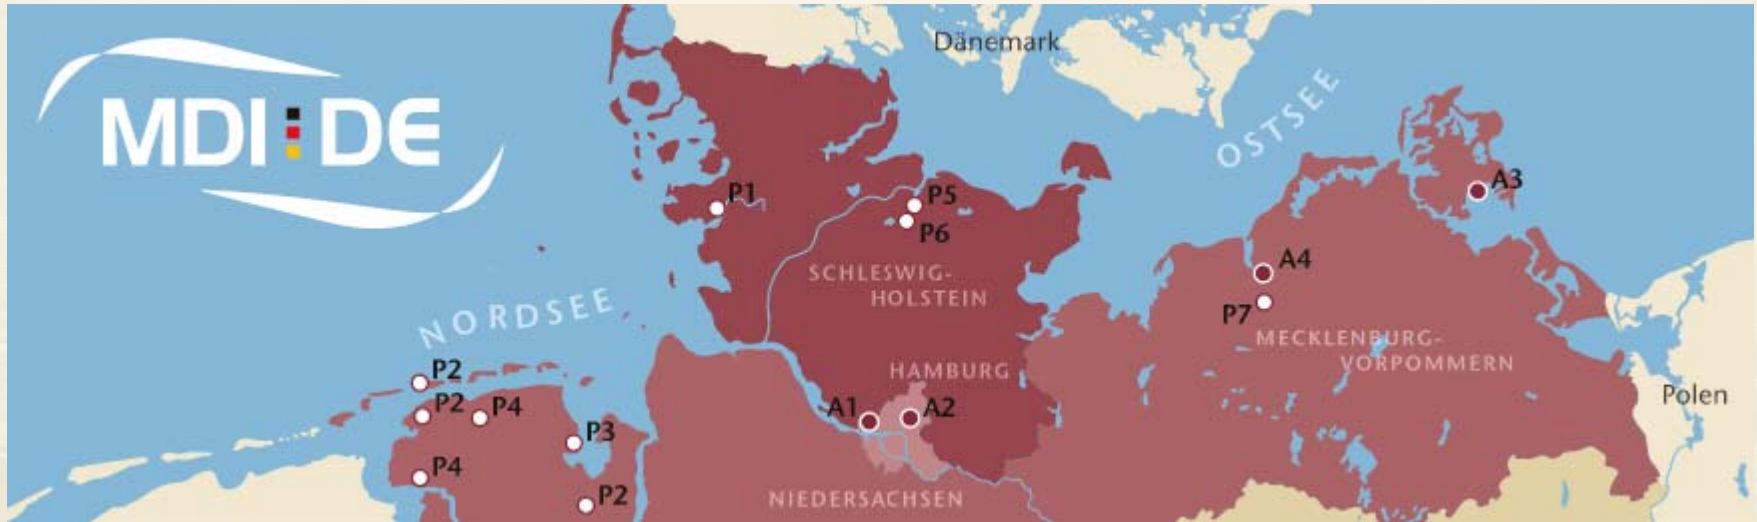 Dänemark
MDI:DE
OSTSEE
P1
P5
A3
P6
SCHLESWIG-
HOLSTEIN
A4
NORDSEE
P7
MECKLENBURG-
VORPOMMERN
P2
HAMBURG
Polen
P2
P4
A1
A2
P3
P4
P2
NIEDERSACHSEN